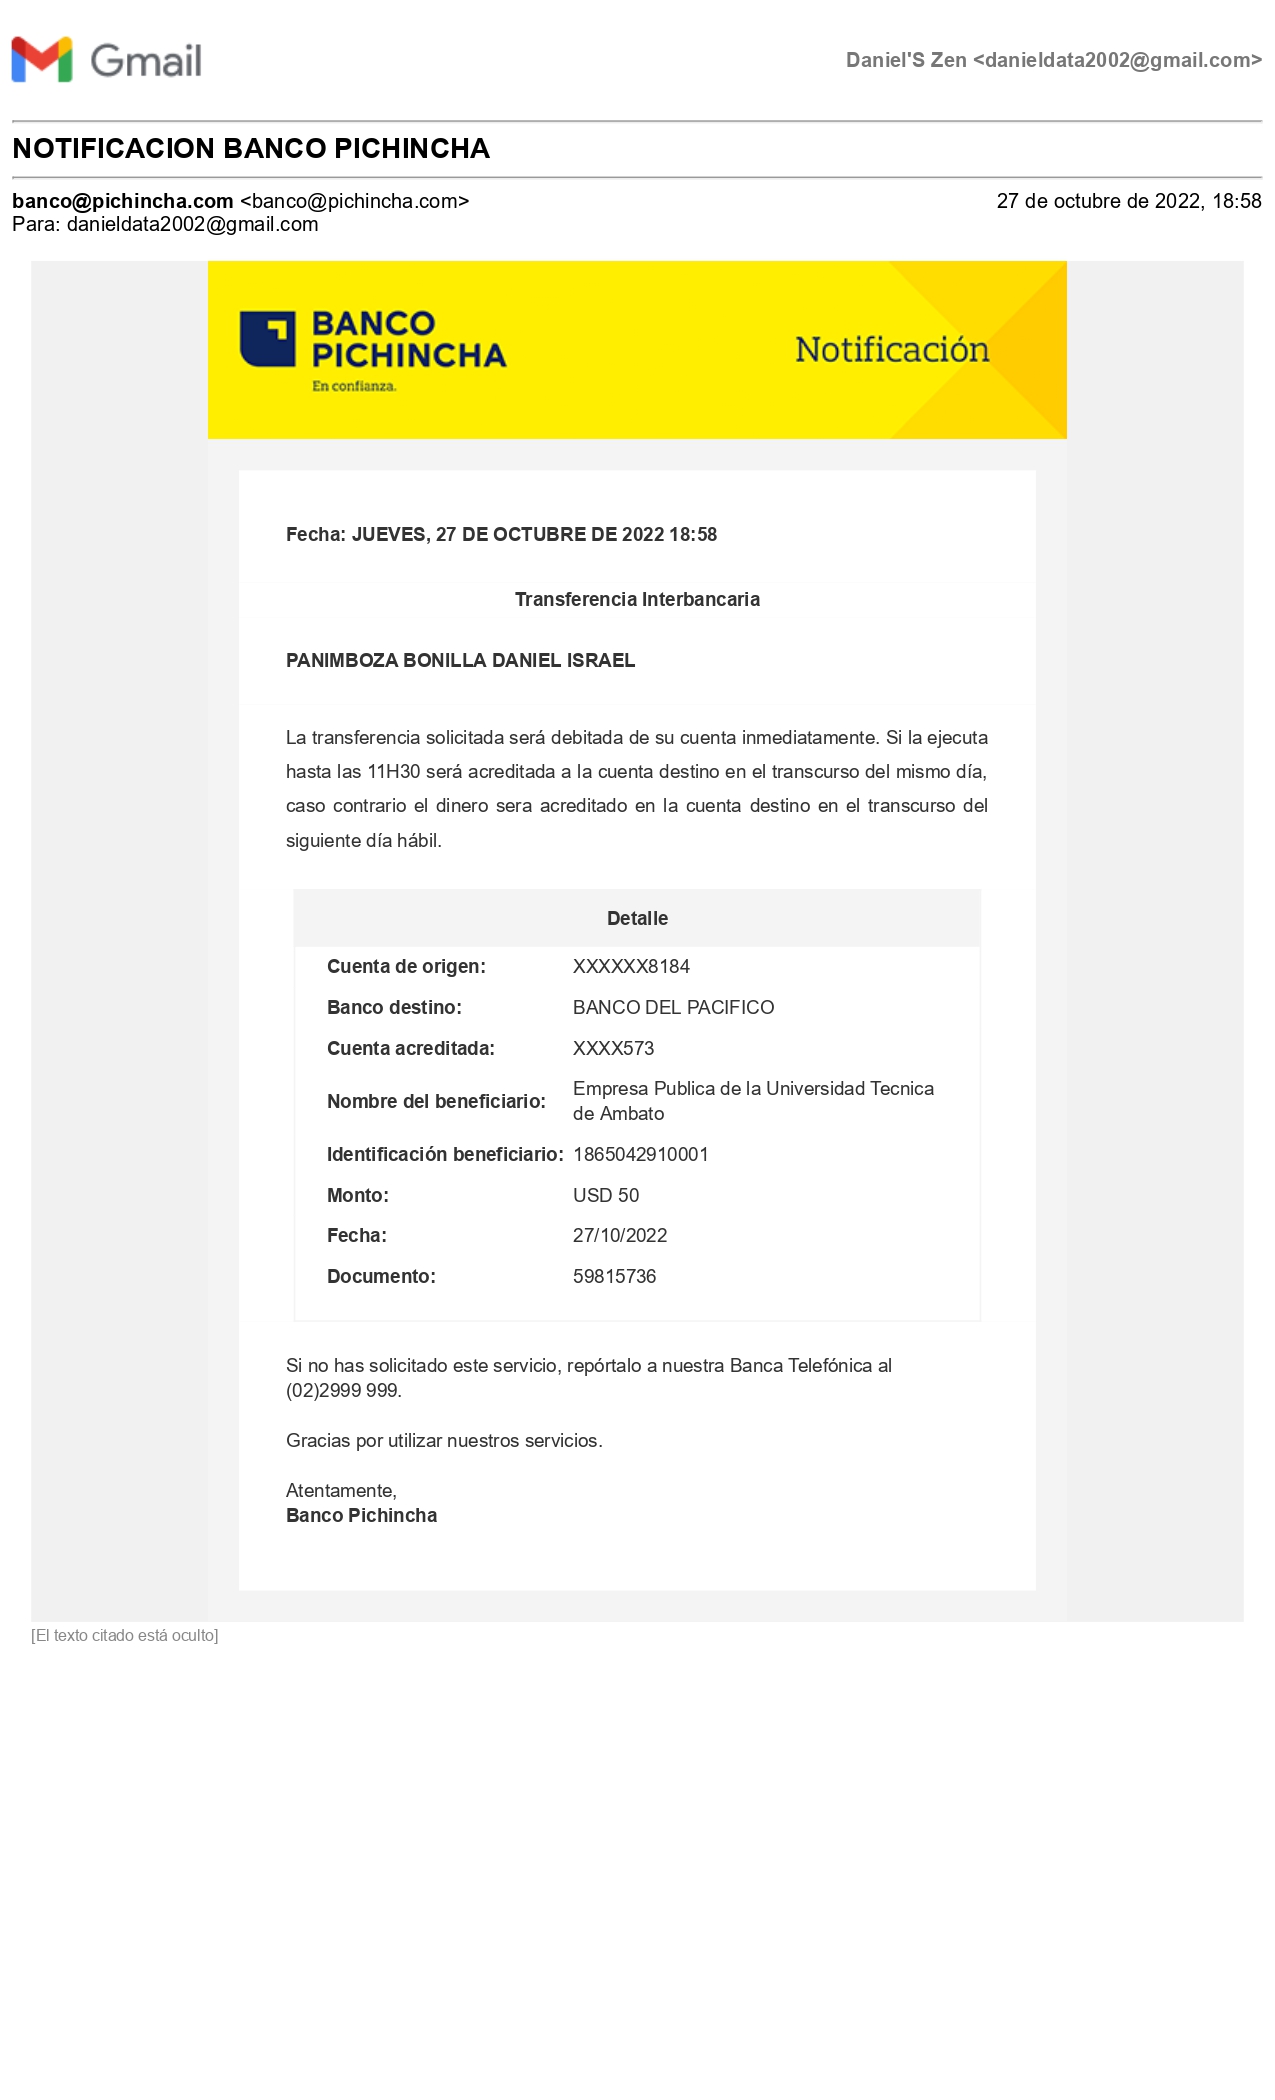 Gmail
Daniel'S Zen <danieldata2002@gmail.com>
NOTIFICACION BANCO PICHINCHA
banco@pichincha.com <banco@pichincha.com>
27 de octubre de 2022, 18:58
Para: danieldata2002@gmail.com
BANCO
PICHINCHA
En confianza.
Notificación
Fecha: JUEVES, 27 DE OCTUBRE DE 2022 18:58
Transferencia Interbancaria
PANIMBOZA BONILLA DANIEL ISRAEL
La transferencia solicitada será debitada de su cuenta inmediatamente. Si la ejecuta
hasta las 11H30 será acreditada a la cuenta destino en el transcurso del mismo día,
caso contrario el dinero sera acreditado en la cuenta destino en el transcurso del
siguiente día hábil.
Detalle
Cuenta de origen: XXXXXX8184
Banco destino: BANCO DEL PACIFICO
Cuenta acreditada: XXXX573
Nombre del beneficiario: Empresa Publica de la Universidad Tecnica
de Ambato
Identificación beneficiario: 1865042910001
Monto: USD 50
Fecha: 27/10/2022
Documento: 59815736
Si no has solicitado este servicio, repórtalo a nuestra Banca Telefónica al
(02)2999 999.
Gracias por utilizar nuestros servicios.
Atentamente,
Banco Pichincha
[El texto citado está oculto]